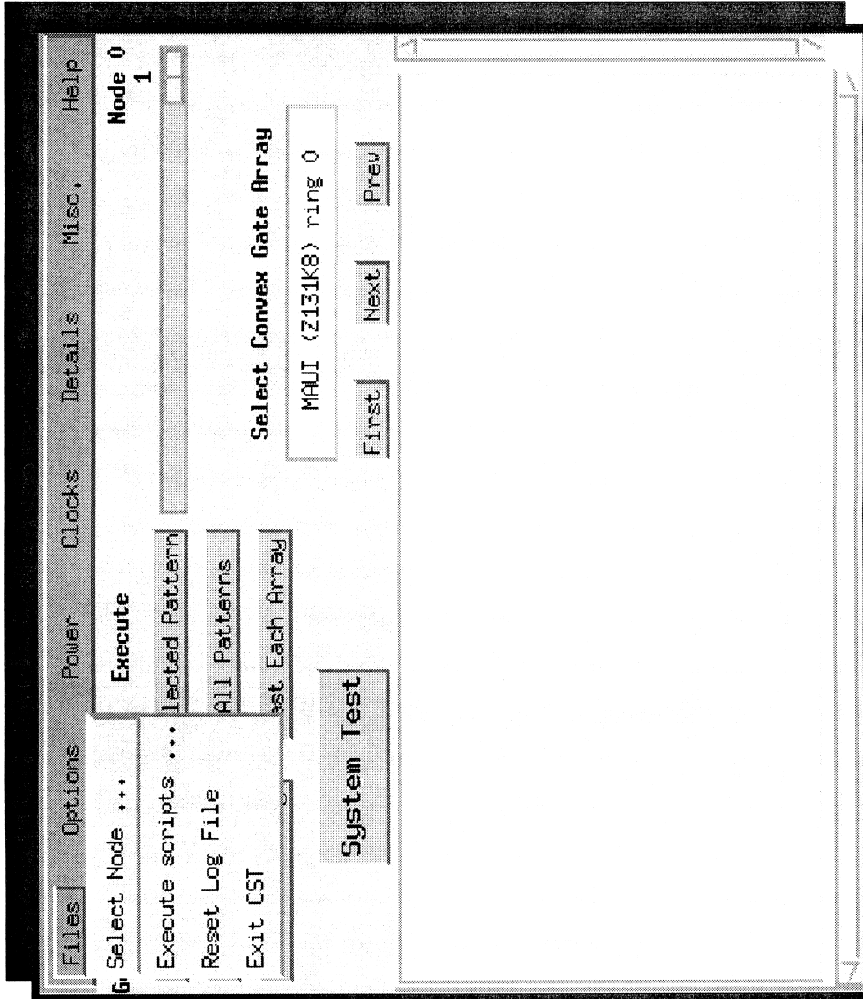 Files Options Power Clocks Details Misc. Help
Select Node ...
Execute
Node 0
1
Execute scripts ...
lected Pattern
Reset Log File
All Patterns
Exit CST
est Each Array
Select Convex Gate Array
MAUI (Z131K8) ring 0
System Test
First Next Prev